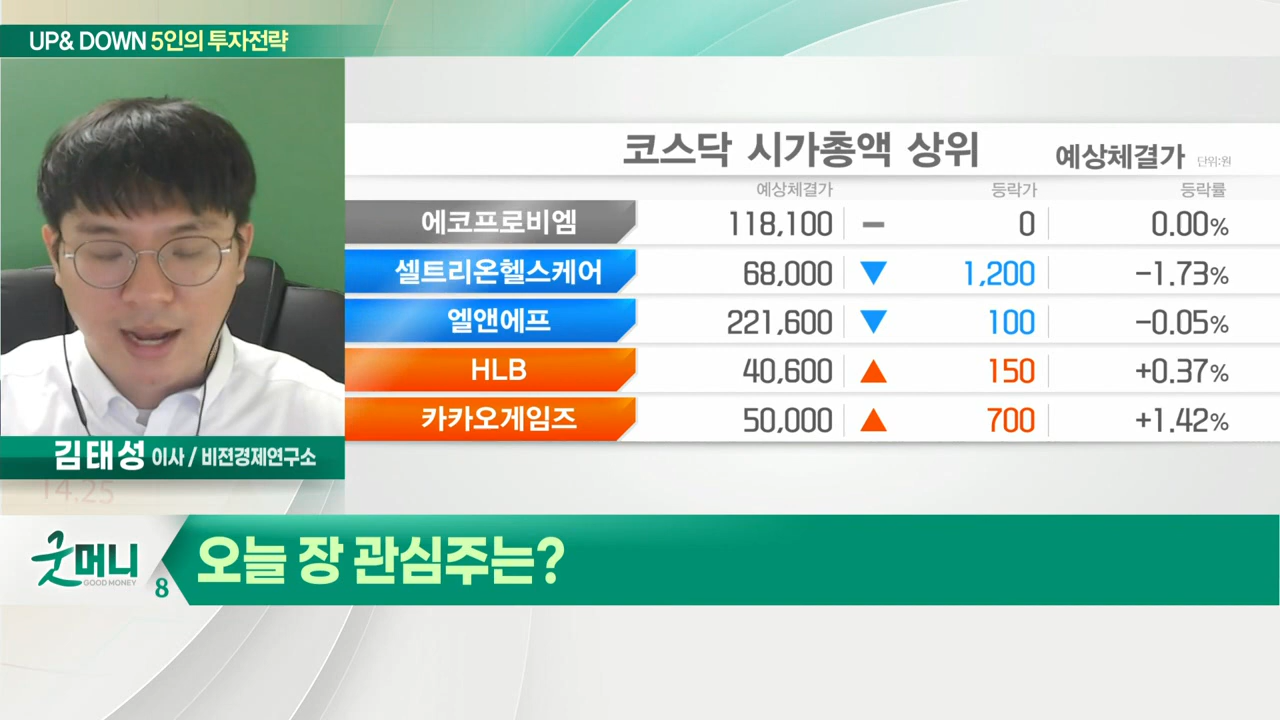 UP& DOWN 5인의 투자전략
코스닥 시가총액 상위 예상체결가 단위:원
예상체결가 등락가 등락률
에코프로비엠 118,100 0 0.00%
셀트리온헬스케어 68,000 ▼ 1,200 -1.73%
엘앤에프 221,600 ▼ 100 -0.05%
HLB 40,600 ▲ 150 +0.37%
카카오게임즈 50,000 ▲ 700 +1.42%
김태성 이사 / 비전경제연구소
14.25
굿머니
GOOD MONEY
8
오늘 장 관심주는?